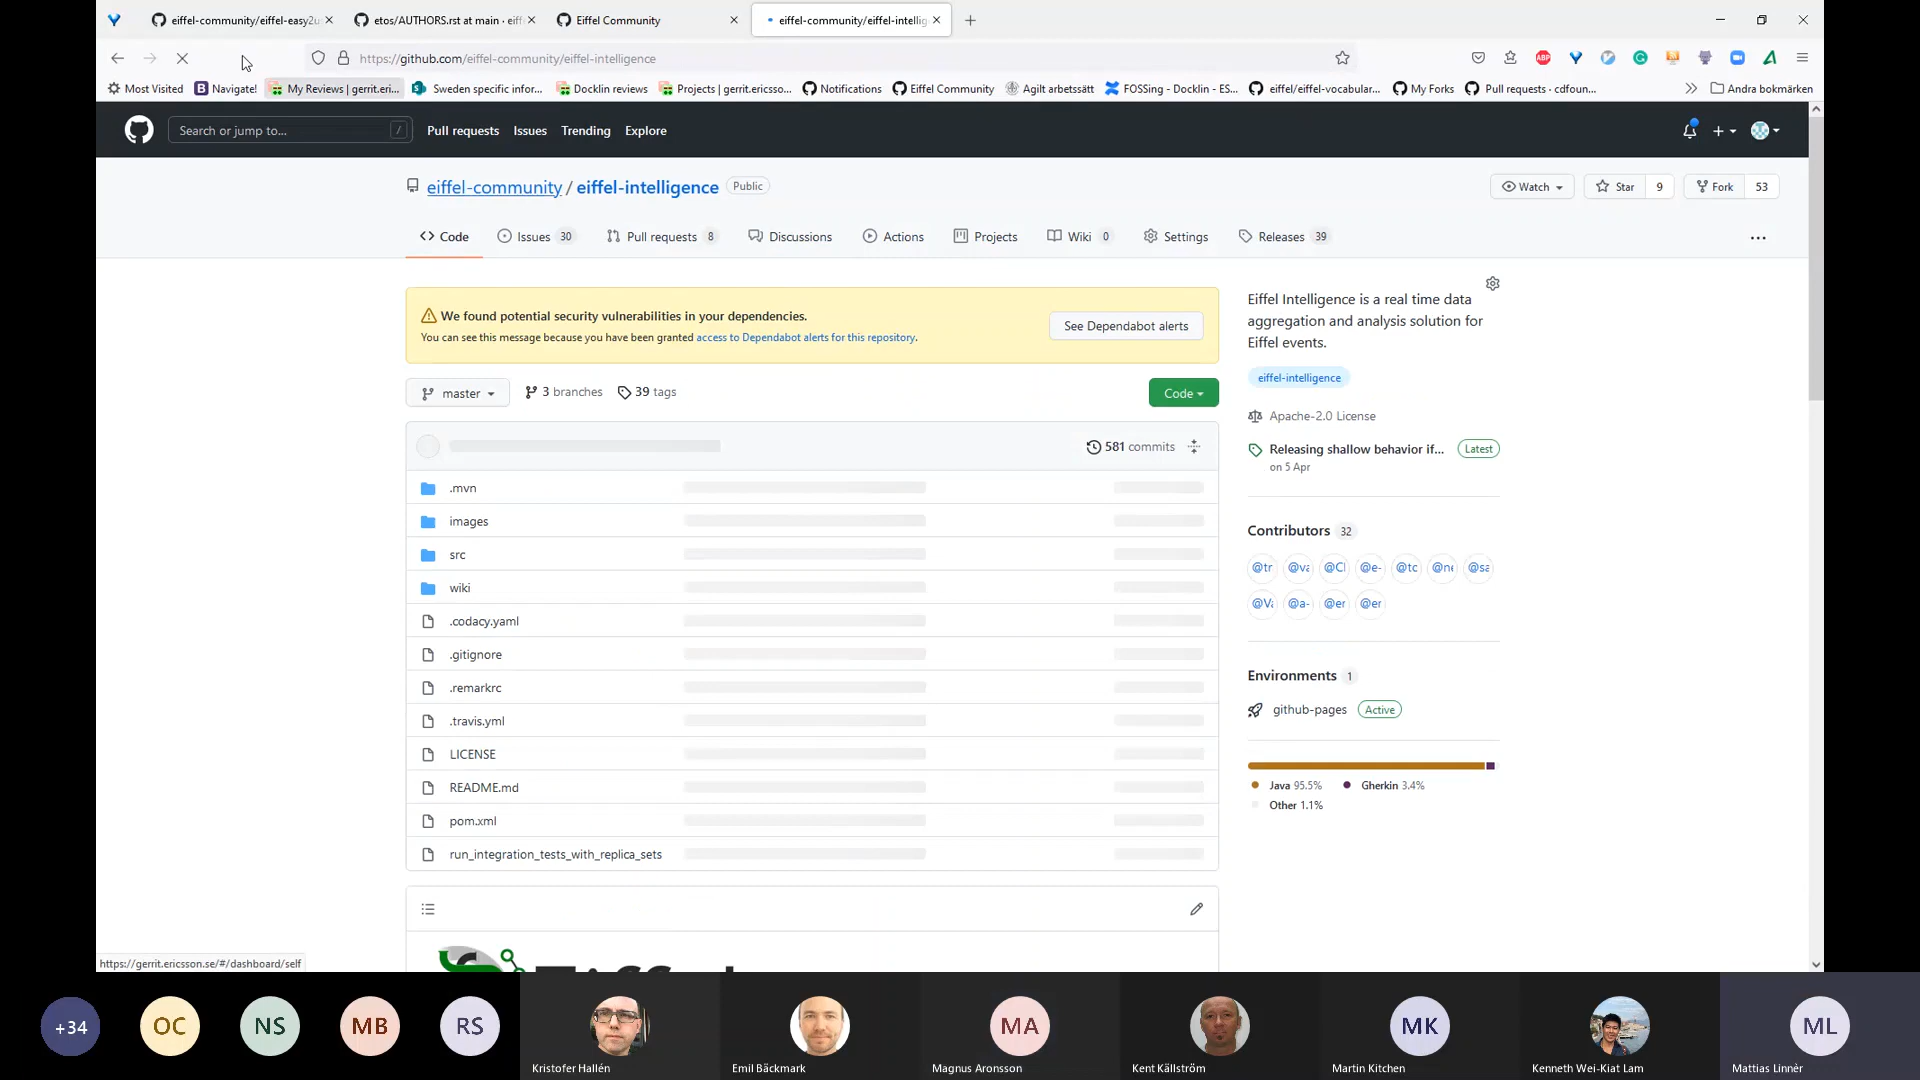 eiffel-community/eiffel-easy2u
etos/AUTHORS.rst at main · eiff
Eiffel Community
eiffel-community/eiffel-intellig
https://github.com/eiffel-community/eiffel-intelligence
Most Visited
Navigate!
My Reviews | gerrit.eri...
Sweden specific infor...
Docklin reviews
Projects | gerrit.ericsso...
Notifications
Eiffel Community
Agilt arbetssätt
FOSSing - Docklin - ES...
eiffel/eiffel-vocabular...
My Forks
Pull requests · cdfoun...
Andra bokmärken
Search or jump to...
/
Pull requests
Issues
Trending
Explore
eiffel-community / eiffel-intelligence
Public
Watch
Star 9
Fork 53
Code
Issues 30
Pull requests 8
Discussions
Actions
Projects
Wiki 0
Settings
Releases 39
We found potential security vulnerabilities in your dependencies.
You can see this message because you have been granted access to Dependabot alerts for this repository.
See Dependabot alerts
master
3 branches
39 tags
Code
581 commits
.mvn
images
src
wiki
.codacy.yaml
.gitignore
.remarkrc
.travis.yml
LICENSE
README.md
pom.xml
run_integration_tests_with_replica_sets
Eiffel Intelligence is a real time data
aggregation and analysis solution for
Eiffel events.
eiffel-intelligence
Apache-2.0 License
Releasing shallow behavior if...
Latest
on 5 Apr
Contributors 32
@tr
@va
@e-
@tc
@sa
@a-
@er
@er
Environments 1
github-pages
Active
Java 95.5%
Gherkin 3.4%
Other 1.1%
https://gerrit.ericsson.se/#/dashboard/self
+34
OC
NS
MB
RS
Kristofer Hallén
Emil Bäckmark
MA
Magnus Aronsson
Kent Källström
MK
Martin Kitchen
Kenneth Wei-Kiat Lam
ML
Mattias Linnèr